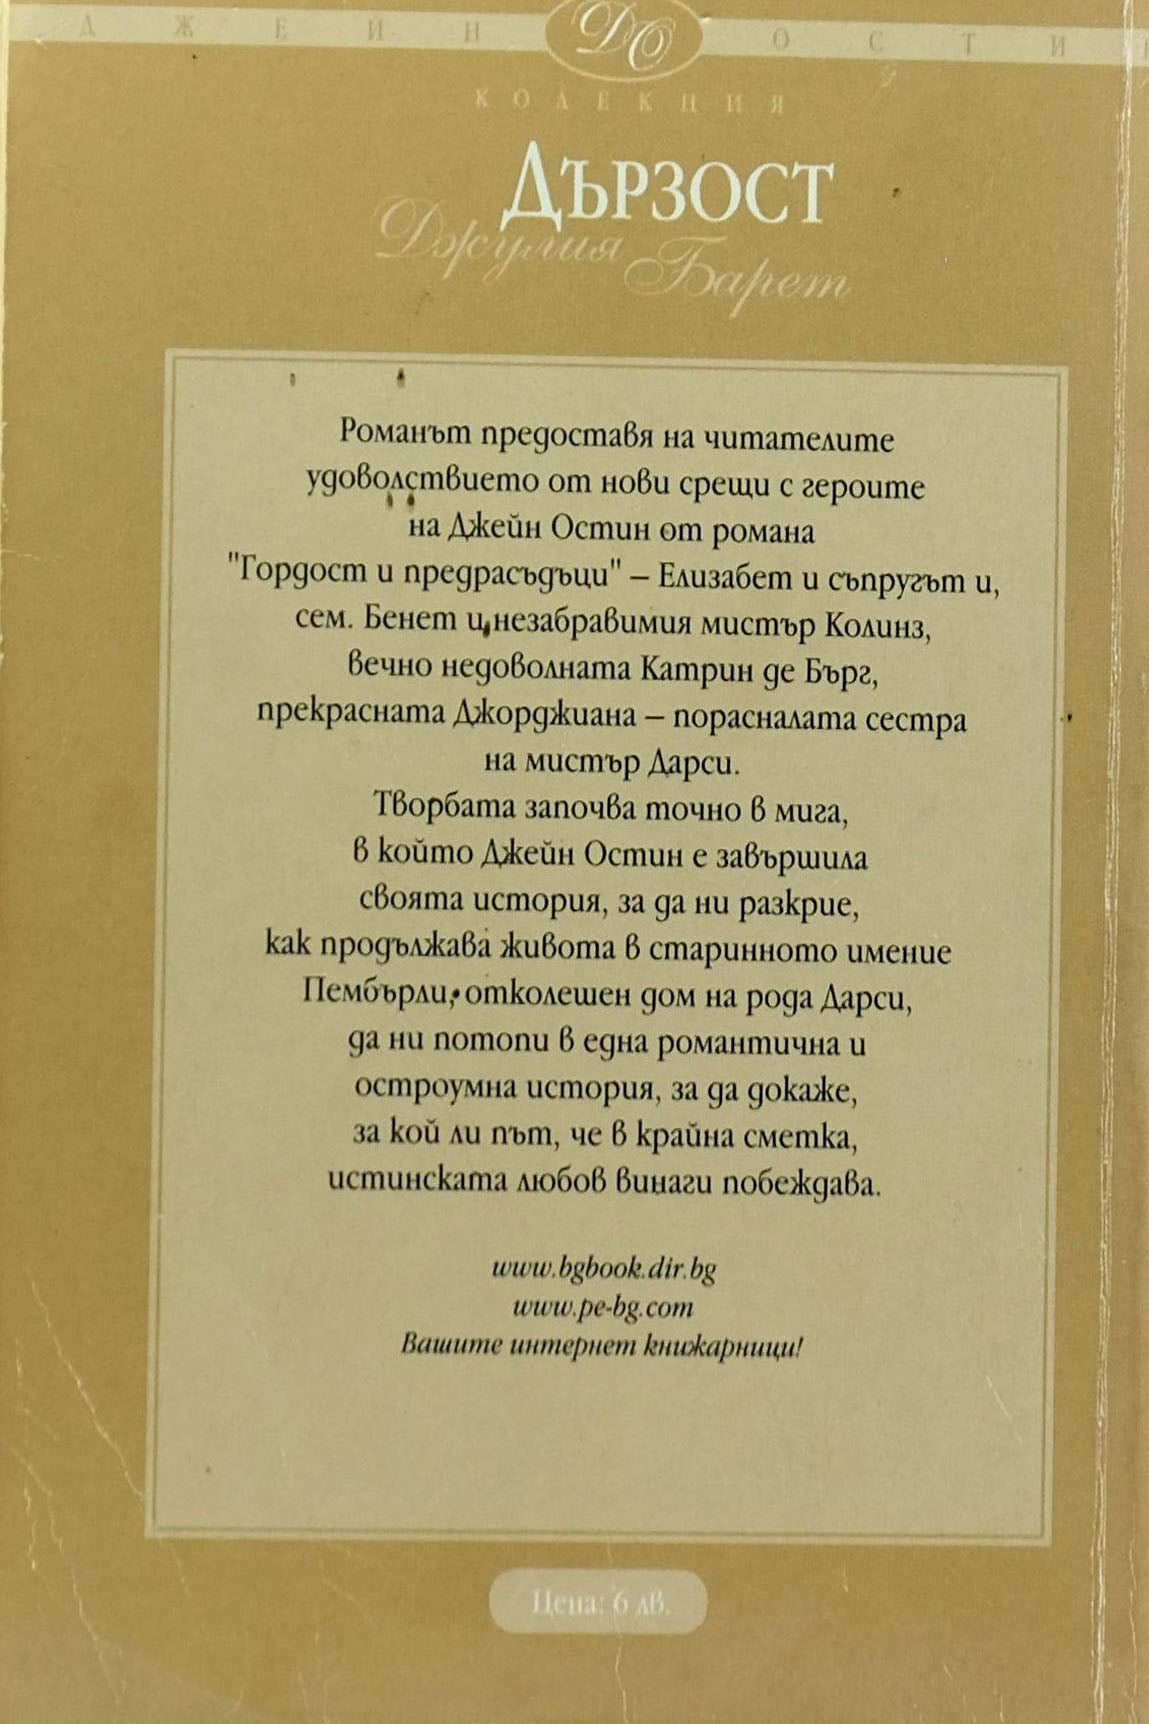 ДЖЕЙН ДО ОСТИН
КОЛЕКЦИЯ
ДЪРЗОСТ
Джулия Барет
Романът предоставя на читателите
удоволствието от нови срещи с героите
на Джейн Остин от романа
"Гордост и предрасъдъци" – Елизабет и съпругът и,
сем. Бенет и незабравимия мистър Колинз,
вечно недоволната Катрин де Бърг,
прекрасната Джорджиана – порасналата сестра
на мистър Дарси.
Творбата започва точно в мига,
в който Джейн Остин е завършила
своята история, за да ни разкрие,
как продължава живота в старинното имение
Пембърли, отколешен дом на рода Дарси,
да ни потопи в една романтична и
остроумна история, за да докаже,
за кой ли път, че в крайна сметка,
истинската любов винаги побеждава.
www.bgbook.dir.bg
www.pe-bg.com
Вашите интернет книжарници!
Цена: 6 лв.